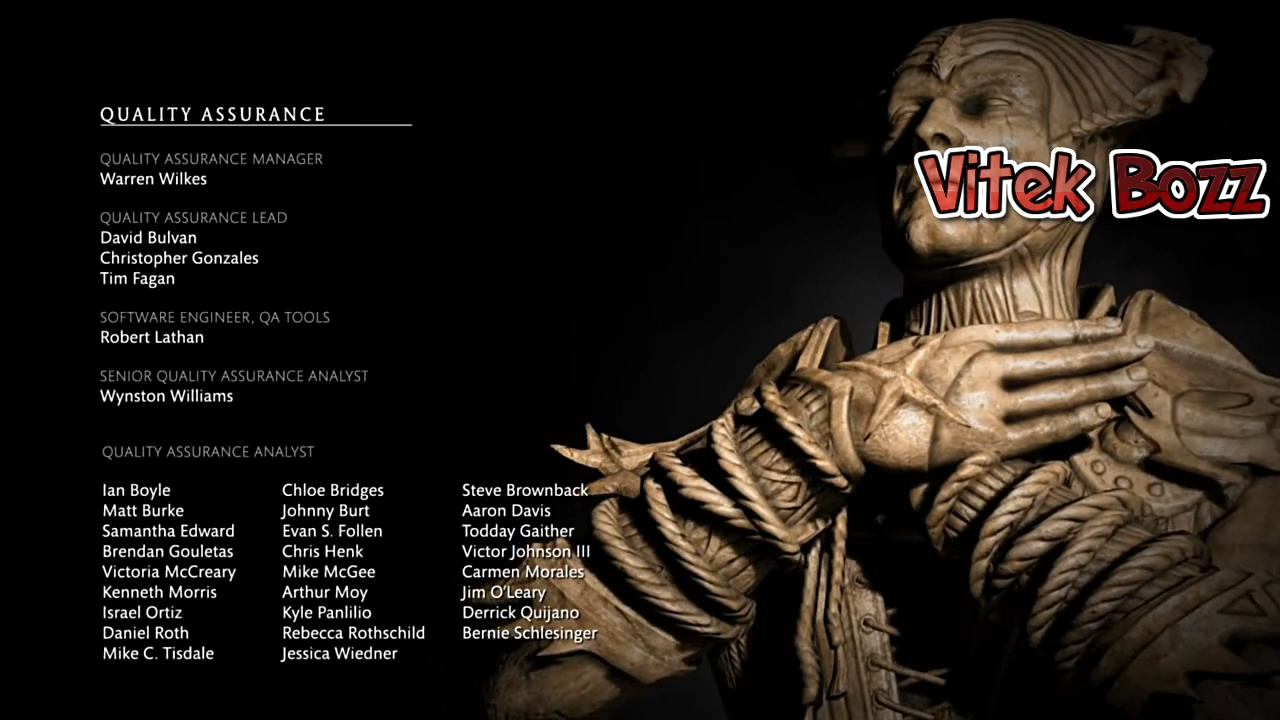 QUALITY ASSURANCE
QUALITY ASSURANCE MANAGER
Warren Wilkes
QUALITY ASSURANCE LEAD
David Bulvan
Christopher Gonzales
Tim Fagan
SOFTWARE ENGINEER, QA TOOLS
Robert Lathan
SENIOR QUALITY ASSURANCE ANALYST
Wynston Williams
QUALITY ASSURANCE ANALYST
Ian Boyle
Matt Burke
Samantha Edward
Brendan Gouletas
Victoria McCreary
Kenneth Morris
Israel Ortiz
Daniel Roth
Mike C. Tisdale
Chloe Bridges
Johnny Burt
Evan S. Follen
Chris Henk
Mike McGee
Arthur Moy
Kyle Panlilio
Rebecca Rothschild
Jessica Wiedner
Steve Brownback
Aaron Davis
Todday Gaither
Victor Johnson III
Carmen Morales
Jim O'Leary
Derrick Quijano
Bernie Schlesinger
Vitek Bozz